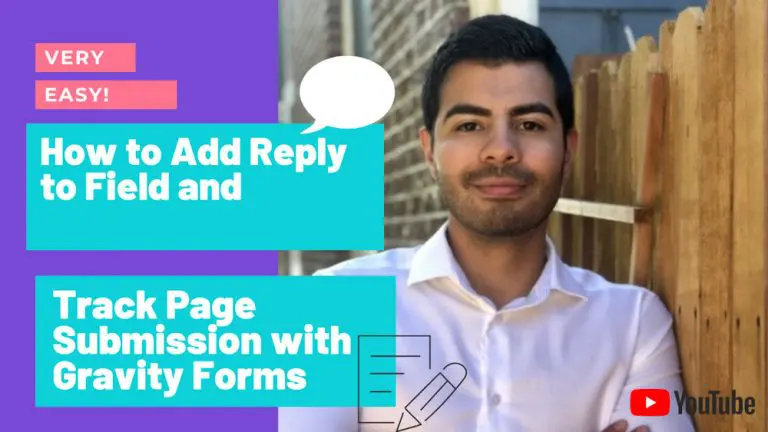 VERY
EASY!
How to Add Reply
to Field and
Track Page
Submission with
Gravity Forms
YouTube